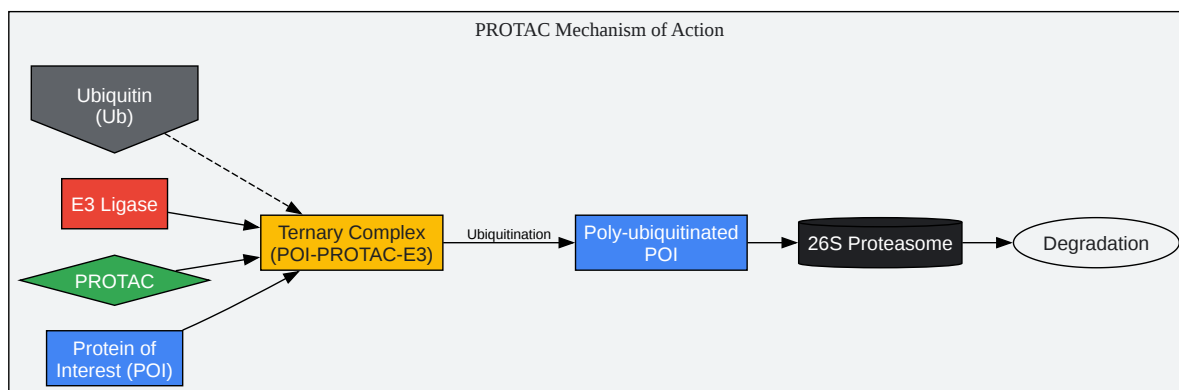 PROTAC Mechanism of Action
Ubiquitin
(Ub)
E3 Ligase
PROTAC
Protein of
Interest (POI)
Ternary Complex
(POI-PROTAC-E3)
Ubiquitination
Poly-ubiquitinated
POI
26S Proteasome
Degradation